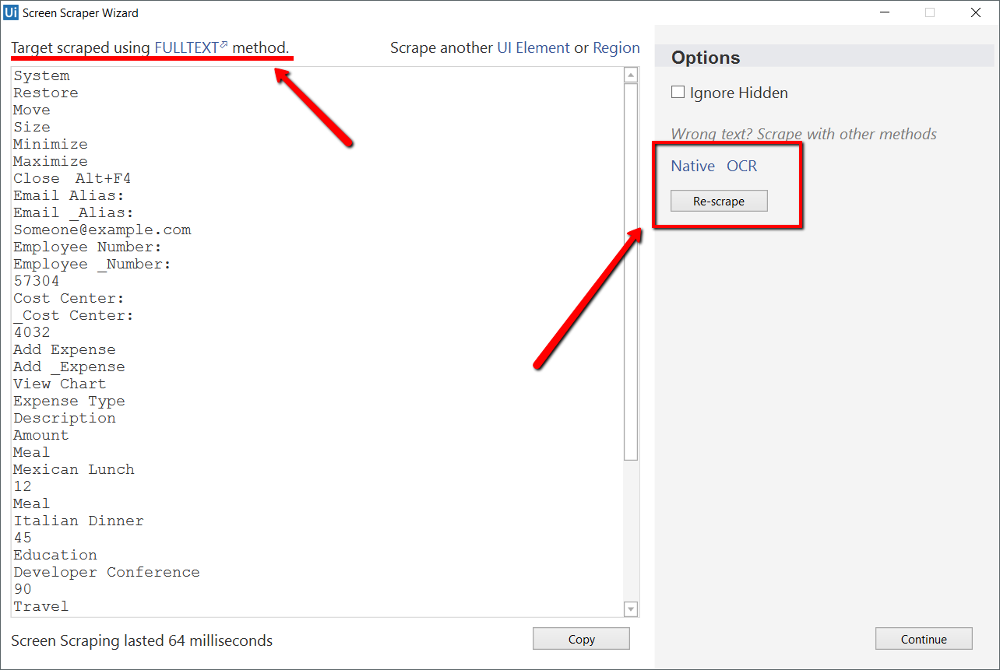 Ui Screen Scraper Wizard
Target scraped using FULLTEXT method.
Scrape another UI Element or Region
System
Restore
Move
Size
Minimize
Maximize
Close Alt+F4
Email Alias:
Email _Alias:
Someone@example.com
Employee Number:
Employee _Number:
57304
Cost Center:
_Cost Center:
4032
Add Expense
Add _Expense
View Chart
Expense Type
Description
Amount
Meal
Mexican Lunch
12
Meal
Italian Dinner
45
Education
Developer Conference
90
Travel
Screen Scraping lasted 64 milliseconds
Copy
Options
Ignore Hidden
Wrong text? Scrape with other methods
Native OCR
Re-scrape
Continue